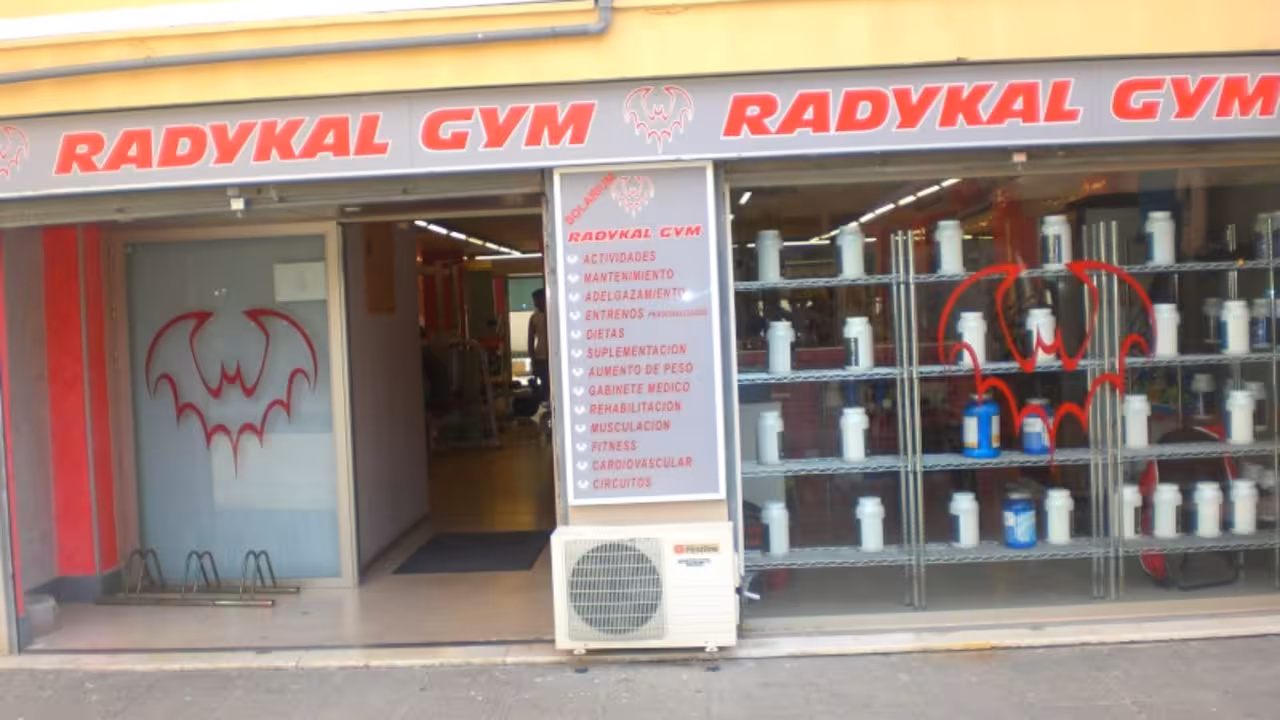 RADYKAL GYM RADYKAL GYM
SOLARIUM
RADYKAL GYM
ACTIVIDADES
MANTENIMIENTO
ADELGAZAMIENTO
ENTRENOS PERSONALIZADOS
DIETAS
SUPLEMENTACION
AUMENTO DE PESO
GABINETE MEDICO
REHABILITACION
MUSCULACION
FITNESS
CARDIOVASCULAR
CIRCUITOS